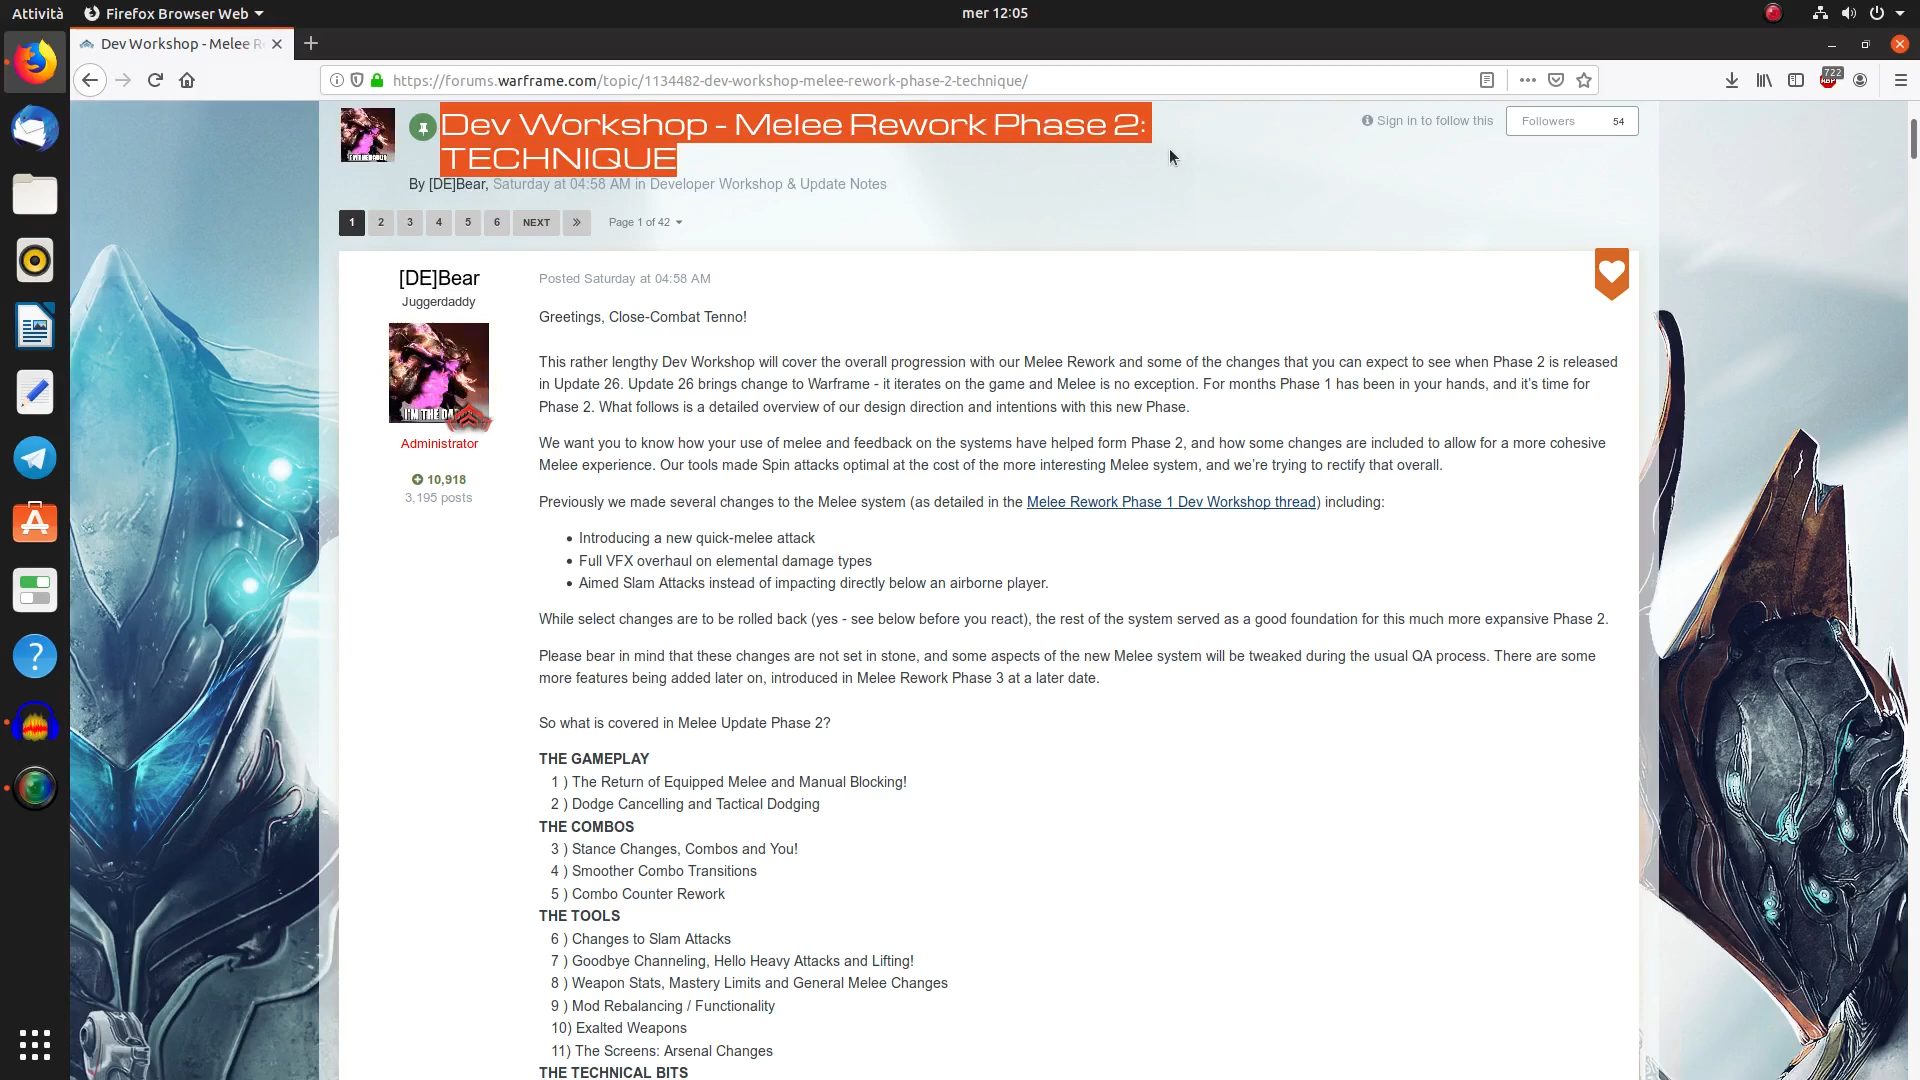 Attività
Firefox Browser Web
mer 12:05
Dev Workshop - Melee R
https://forums.warframe.com/topic/1134482-dev-workshop-melee-rework-phase-2-technique/
722
ABP
Dev Workshop - Melee Rework Phase 2:
TECHNIQUE
Sign in to follow this
Followers 54
By [DE]Bear, Saturday at 04:58 AM in Developer Workshop & Update Notes
1 2 3 4 5 6 NEXT » Page 1 of 42
[DE]Bear
Juggerdaddy
I'M THE DA
Administrator
10,918
3,195 posts
Posted Saturday at 04:58 AM
Greetings, Close-Combat Tenno!
This rather lengthy Dev Workshop will cover the overall progression with our Melee Rework and some of the changes that you can expect to see when Phase 2 is released
in Update 26. Update 26 brings change to Warframe - it iterates on the game and Melee is no exception. For months Phase 1 has been in your hands, and it's time for
Phase 2. What follows is a detailed overview of our design direction and intentions with this new Phase.
We want you to know how your use of melee and feedback on the systems have helped form Phase 2, and how some changes are included to allow for a more cohesive
Melee experience. Our tools made Spin attacks optimal at the cost of the more interesting Melee system, and we're trying to rectify that overall.
Previously we made several changes to the Melee system (as detailed in the Melee Rework Phase 1 Dev Workshop thread) including:
• Introducing a new quick-melee attack
• Full VFX overhaul on elemental damage types
• Aimed Slam Attacks instead of impacting directly below an airborne player.
While select changes are to be rolled back (yes - see below before you react), the rest of the system served as a good foundation for this much more expansive Phase 2.
Please bear in mind that these changes are not set in stone, and some aspects of the new Melee system will be tweaked during the usual QA process. There are some
more features being added later on, introduced in Melee Rework Phase 3 at a later date.
So what is covered in Melee Update Phase 2?
THE GAMEPLAY
1 ) The Return of Equipped Melee and Manual Blocking!
2 ) Dodge Cancelling and Tactical Dodging
THE COMBOS
3 ) Stance Changes, Combos and You!
4 ) Smoother Combo Transitions
5 ) Combo Counter Rework
THE TOOLS
6 ) Changes to Slam Attacks
7 ) Goodbye Channeling, Hello Heavy Attacks and Lifting!
8 ) Weapon Stats, Mastery Limits and General Melee Changes
9 ) Mod Rebalancing / Functionality
10) Exalted Weapons
11) The Screens: Arsenal Changes
THE TECHNICAL BITS